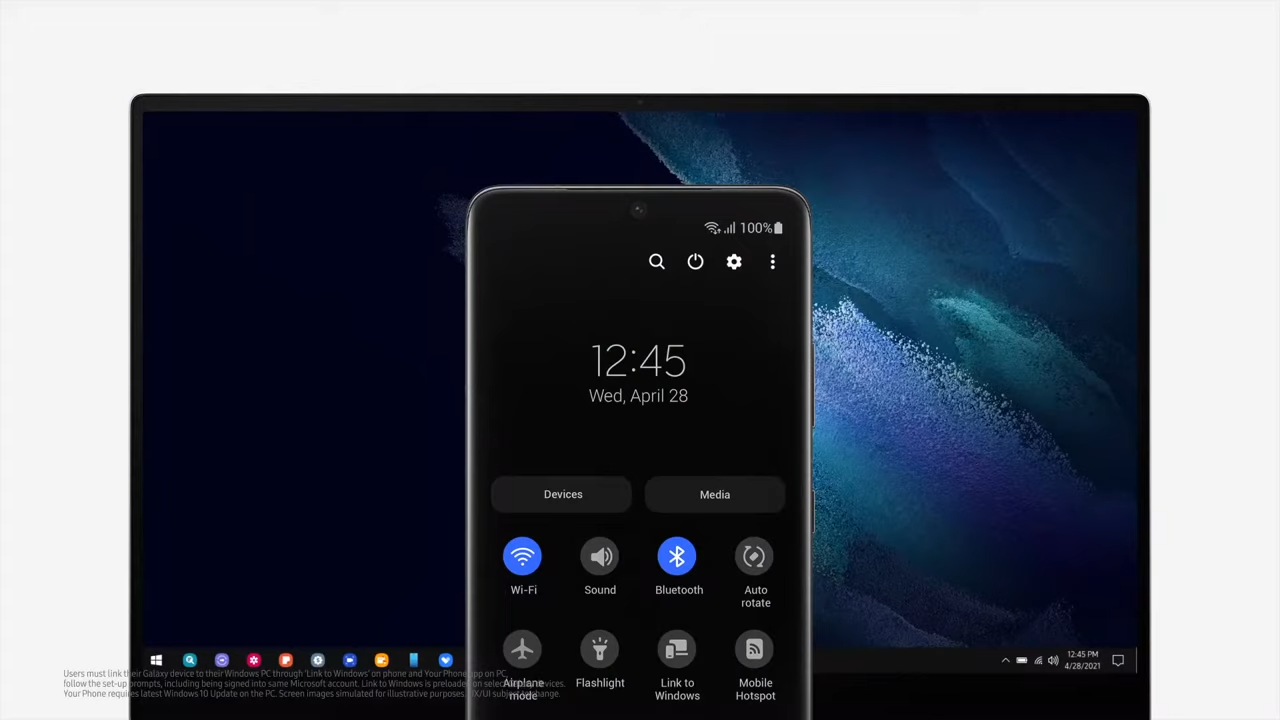 100%
12:45
Wed, April 28
Devices
Media
Wi-Fi
Sound
Bluetooth
Auto
rotate
Airplane
mode
Flashlight
Link to
Windows
Mobile
Hotspot
12:45 PM
4/28/2021
Users must link their Galaxy device to their Windows PC through 'Link to Windows' on phone and Your Phone app on PC,
follow the set-up prompts, including being signed into same Microsoft account. Link to Windows is preloaded on select Galaxy devices.
Your Phone requires latest Windows 10 Update on the PC. Screen images simulated for illustrative purposes. UX/UI subject to change.